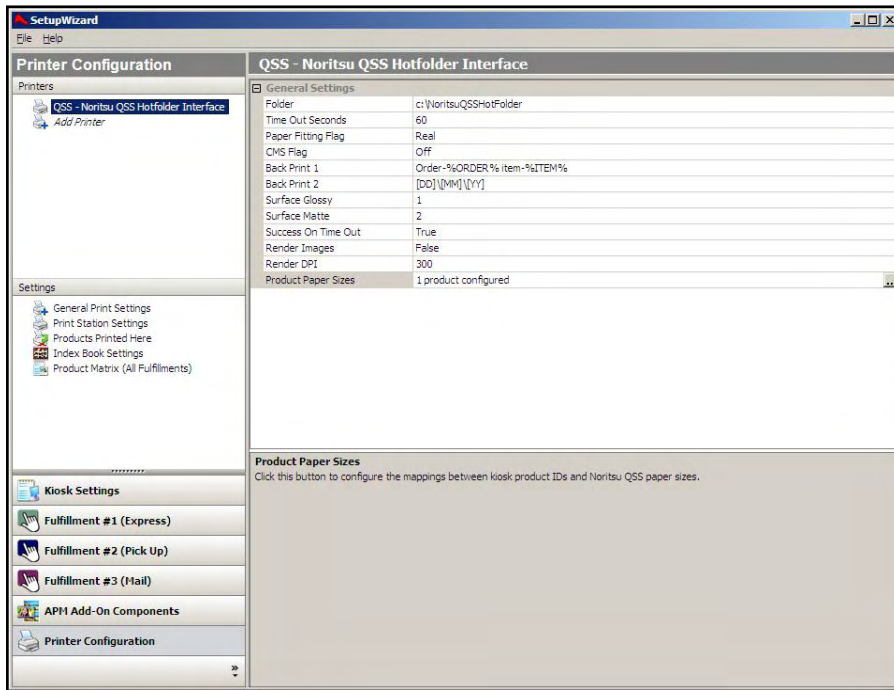 SetupWizard
File Help
Printer Configuration
Printers
QSS - Noritsu QSS Hotfolder Interface
Add Printer
Settings
General Print Settings
Print Station Settings
Products Printed Here
Index Book Settings
Product Matrix (All Fulfillments)
Kiosk Settings
Fulfillment #1 (Express)
Fulfillment #2 (Pick Up)
Fulfillment #3 (Mail)
APM Add-On Components
Printer Configuration
QSS - Noritsu QSS Hotfolder Interface
General Settings
Folder c:\NoritsuQSSHotFolder
Time Out Seconds 60
Paper Fitting Flag Real
CMS Flag Off
Back Print 1 Order-%ORDER% item-%ITEM%
Back Print 2 [DD]\[MM]\[YY]
Surface Glossy 1
Surface Matte 2
Success On Time Out True
Render Images False
Render DPI 300
Product Paper Sizes 1 product configured ...
Product Paper Sizes
Click this button to configure the mappings between kiosk product IDs and Noritsu QSS paper sizes.